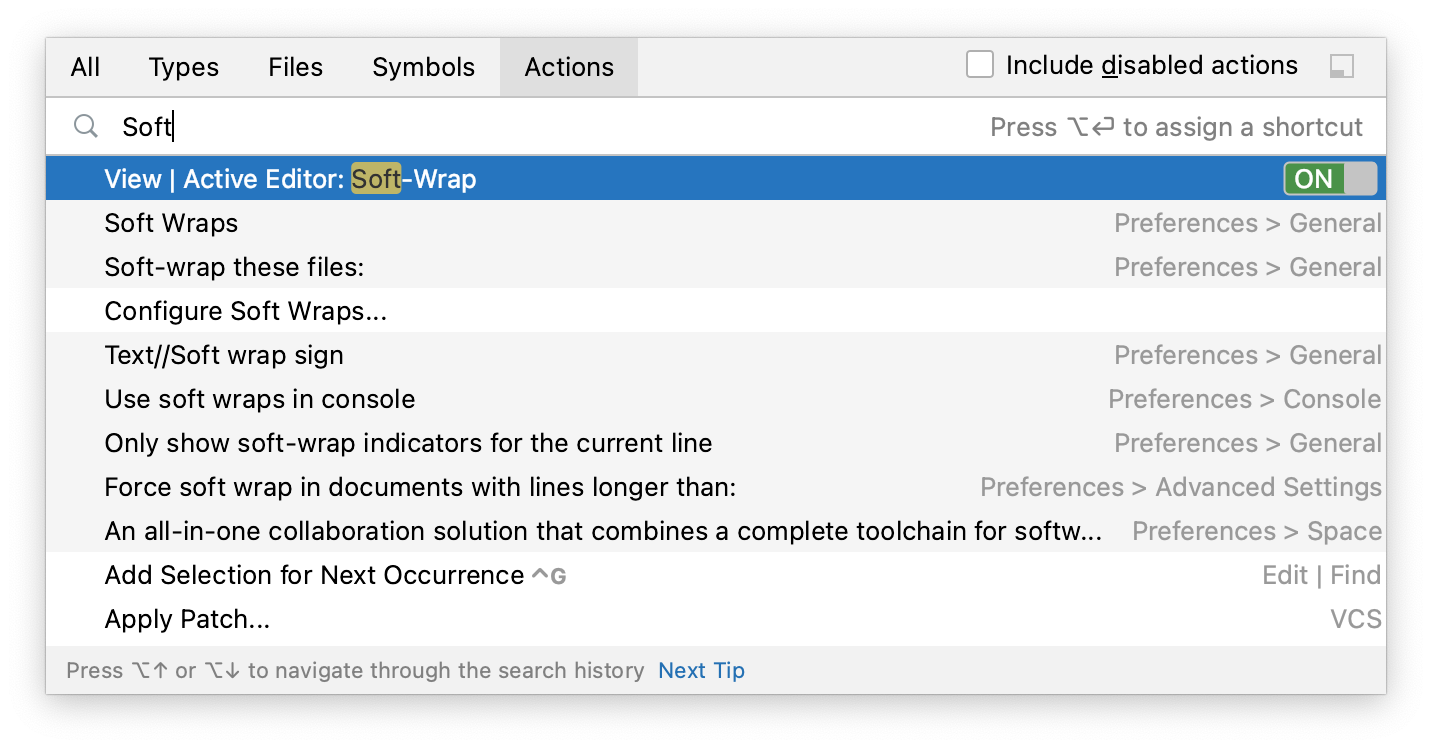 All Types Files Symbols Actions Include disabled actions
Soft Press ⌥⏎ to assign a shortcut
View | Active Editor: Soft-Wrap ON
Soft Wraps Preferences > General
Soft-wrap these files: Preferences > General
Configure Soft Wraps...
Text//Soft wrap sign Preferences > General
Use soft wraps in console Preferences > Console
Only show soft-wrap indicators for the current line Preferences > General
Force soft wrap in documents with lines longer than: Preferences > Advanced Settings
An all-in-one collaboration solution that combines a complete toolchain for softw... Preferences > Space
Add Selection for Next Occurrence ^G Edit | Find
Apply Patch... VCS
Press ⌥↑ or ⌥↓ to navigate through the search history Next Tip